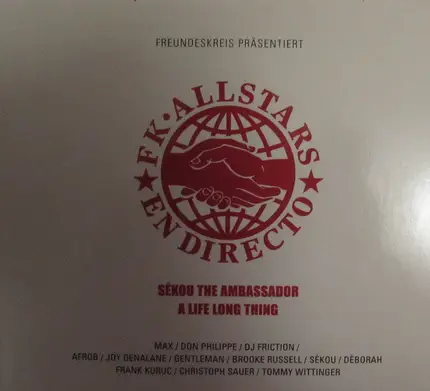 FREUNDESKREIS PRÄSENTIERT
FK·ALLSTARS
★ EN DIRECTO ★
SÉKOU THE AMBASSADOR
A LIFE LONG THING
MAX / DON PHILIPPE / DJ FRICTION /
AFROB / JOY DENALANE / GENTLEMAN / BROOKE RUSSELL / SÉKOU / DÉBORAH
FRANK KURUC / CHRISTOPH SAUER / TOMMY WITTINGER